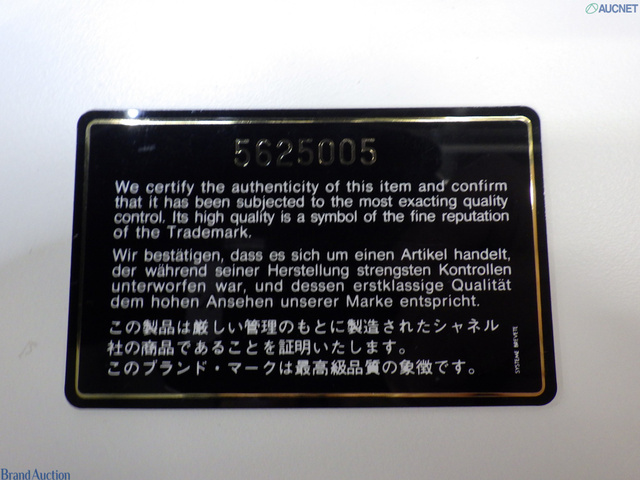 AUCNET
5625005
We certify the authenticity of this item and confirm
that it has been subjected to the most exacting quality
control. Its high quality is a symbol of the fine reputation
of the Trademark.
Wir bestätigen, dass es sich um einen Artikel handelt,
der während seiner Herstellung strengsten Kontrollen
unterworfen war, und dessen erstklassige Qualität
dem hohen Ansehen unserer Marke entspricht.
この製品は厳しい管理のもとに製造されたシャネル
社の商品であることを証明いたします。
このブランド・マークは最高級品質の象徴です。
SYSTEME BREVETE
Brand Auction